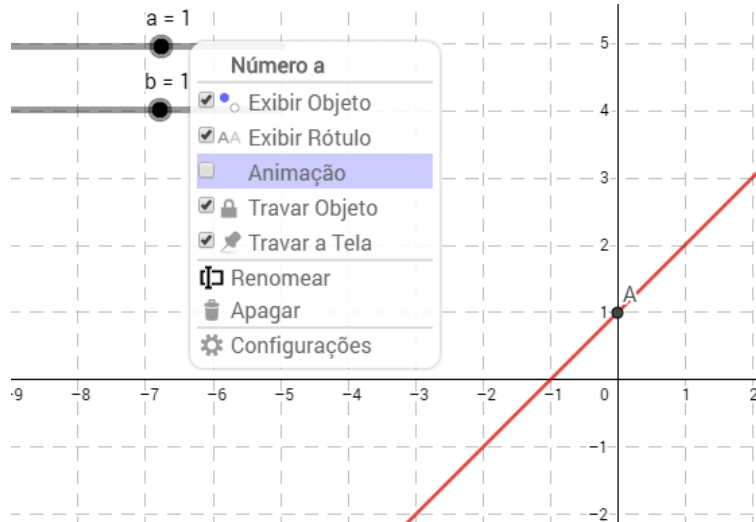 a = 1
b = 1
Número a
Exibir Objeto
AA Exibir Rótulo
Animação
Travar Objeto
Travar a Tela
Renomear
Apagar
Configurações
5
4
3
2
A
1
-9 −8 −7 −6 −5 −4 −3 −2 −1 0 1 2
−1
−2